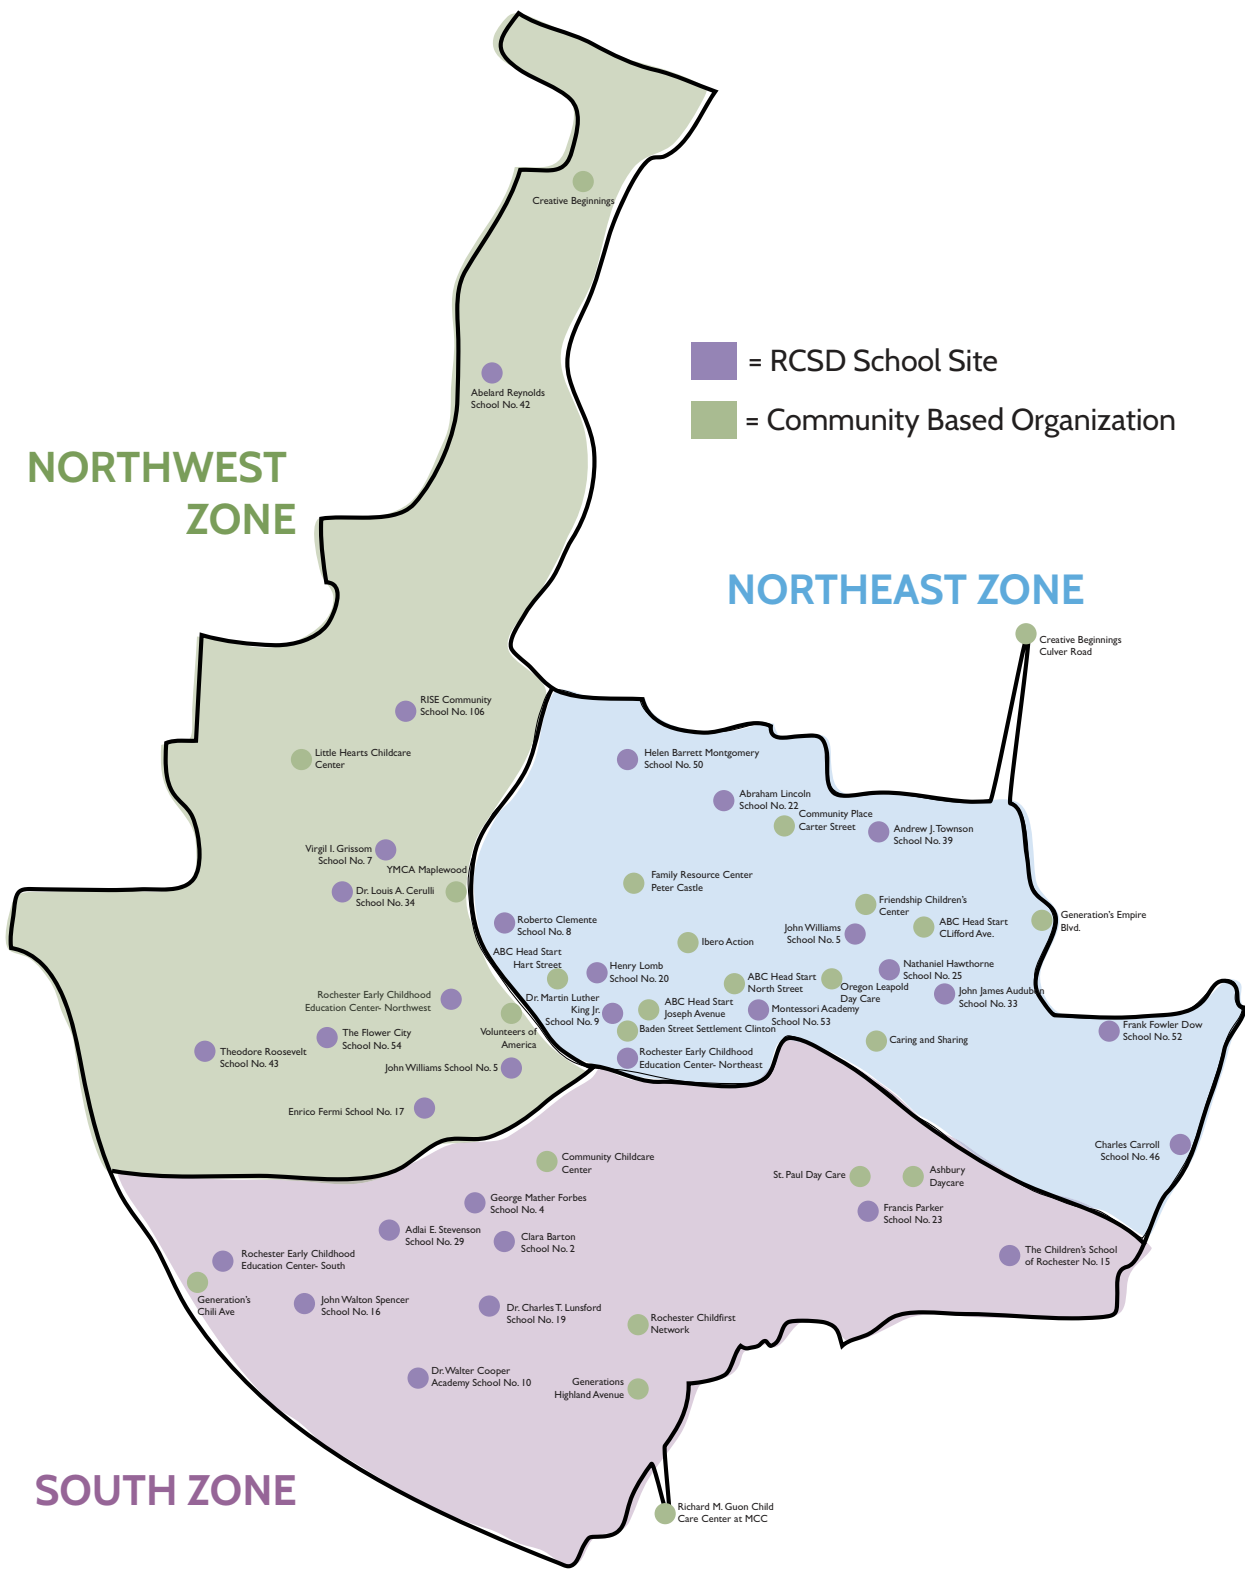 Creative Beginnings
= RCSD School Site
Abelard Reynolds
School No. 42
= Community Based Organization
NORTHWEST
ZONE
NORTHEAST ZONE
Creative Beginnings
Culver Road
RISE Community
School No. 106
Little Hearts Childcare
Center
Helen Barrett Montgomery
School No. 50
Abraham Lincoln
School No. 22
Community Place
Carter Street
Andrew J. Townson
School No. 39
Virgil I. Grissom
School No. 7
YMCA Maplewood
Dr. Louis A. Cerulli
School No. 34
Family Resource Center
Peter Castle
Friendship Children's
Center
ABC Head Start
CLifford Ave.
Generation's Empire
Blvd.
Roberto Clemente
School No. 8
John Williams
School No. 5
Ibero Action
ABC Head Start
Hart Street
Henry Lomb
School No. 20
Nathaniel Hawthorne
School No. 25
ABC Head Start
North Street
Oregon Leapold
Day Care
John James Audubon
School No. 33
Rochester Early Childhood
Education Center- Northwest
Dr. Martin Luther
King Jr.
School No. 9
ABC Head Start
Joseph Avenue
Montessori Academy
School No. 53
Volunteers of
America
Baden Street Settlement Clinton
Frank Fowler Dow
School No. 52
The Flower City
School No. 54
Caring and Sharing
Theodore Roosevelt
School No. 43
Rochester Early Childhood
Education Center- Northeast
John Williams School No. 5
Enrico Fermi School No. 17
Charles Carroll
School No. 46
Community Childcare
Center
St. Paul Day Care
Ashbury
Daycare
George Mather Forbes
School No. 4
Francis Parker
School No. 23
Adlai E. Stevenson
School No. 29
Clara Barton
School No. 2
Rochester Early Childhood
Education Center- South
The Children's School
of Rochester No. 15
Generation's
Chili Ave
John Walton Spencer
School No. 16
Dr. Charles T. Lunsford
School No. 19
Rochester Childfirst
Network
Dr. Walter Cooper
Academy School No. 10
Generations
Highland Avenue
SOUTH ZONE
Richard M. Guon Child
Care Center at MCC